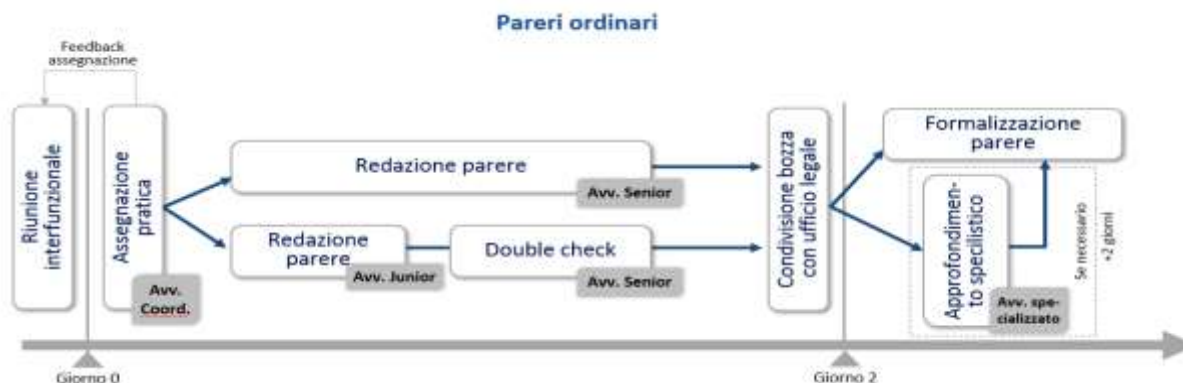 Pareri ordinari
Feedback
assegnazione
Riunione
interfunzionale
Assegnazione
pratica
Avv.
Coord.
Redazione parere
Avv. Senior
Redazione
parere
Avv. Junior
Double check
Avv. Senior
Condivisione bozza
con ufficio legale
Formalizzazione
parere
Approfondimen-
to specilistico
Avv. spe-
cializzato
Se necessario
+2 giorni
Giorno 0
Giorno 2